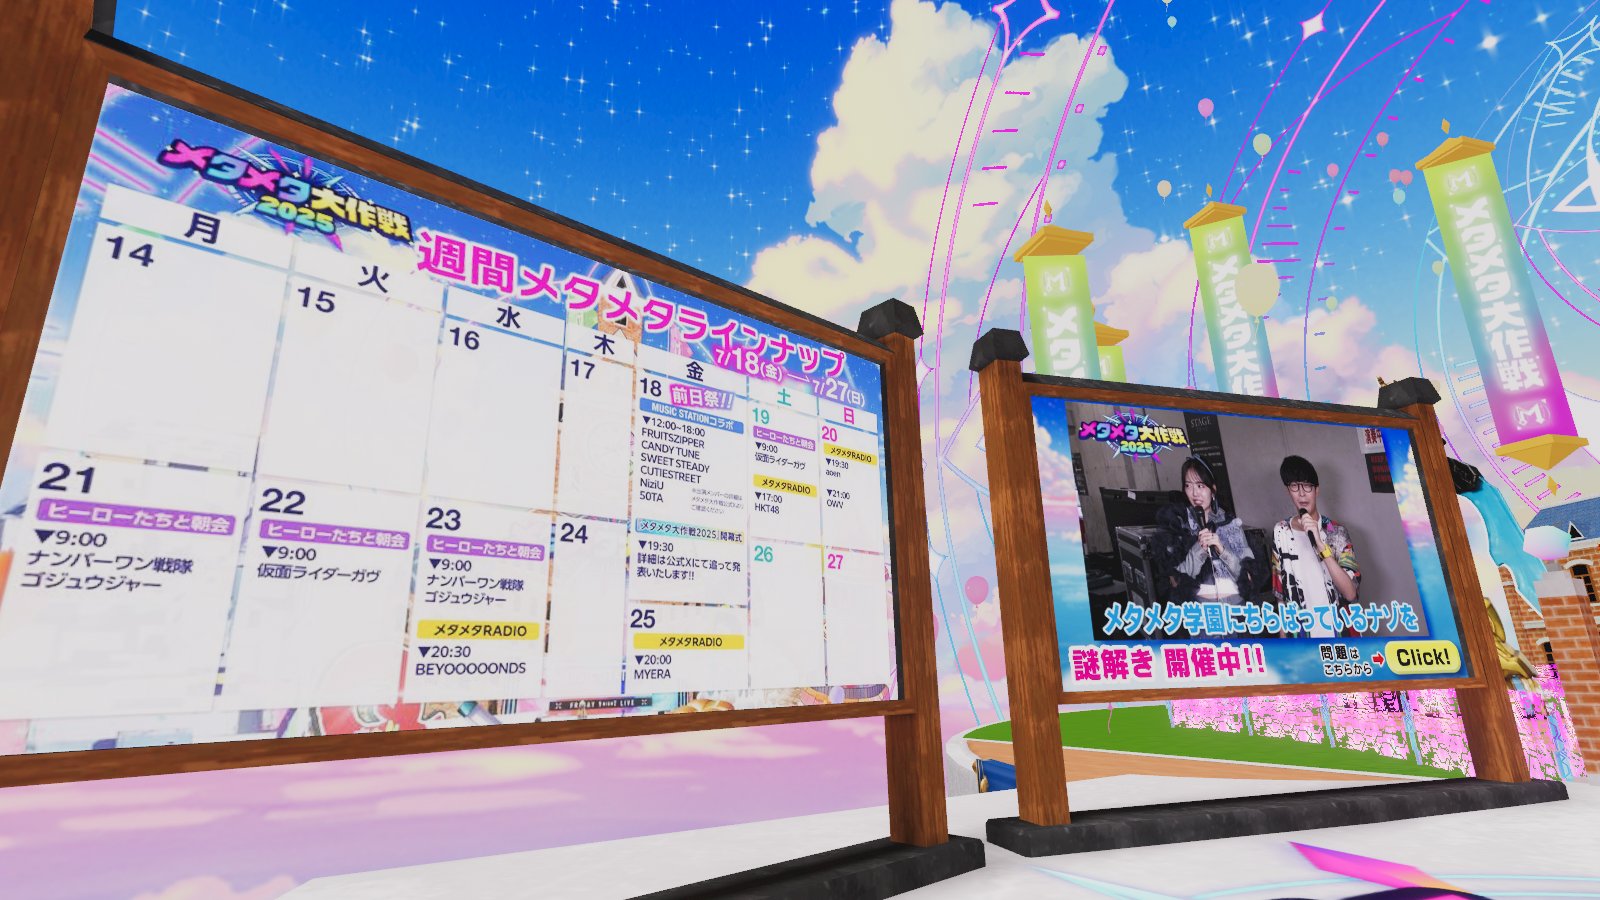 メタメタ大作戦
2025
週間メタメタラインナップ
7/18(金)—7/27(日)
月
火
水
木
金
土
日
14
15
16
17
18
前日祭!!
MUSIC STATIONコラボ
▼12:00~18:00
FRUITSZIPPER
CANDY TUNE
SWEET STEADY
CUTIESTREET
NiziU
50TA
「メタメタ大作戦2025」開幕式
▼19:30
詳細は公式Xにて追って発
表いたします!!
19
ヒーローたちと朝会
▼9:00
仮面ライダーガヴ
メタメタRADIO
▼17:00
HKT48
20
メタメタRADIO
▼19:30
aoen
▼21:00
OWV
21
ヒーローたちと朝会
▼9:00
ナンバーワン戦隊
ゴジュウジャー
22
ヒーローたちと朝会
▼9:00
仮面ライダーガヴ
23
ヒーローたちと朝会
▼9:00
ナンバーワン戦隊
ゴジュウジャー
メタメタRADIO
▼20:30
BEYOOOOONDS
24
25
メタメタRADIO
▼20:00
MYERA
26
27
メタメタ大作戦
2025
STAGE
メタメタ学園にちらばっているナゾを
謎解き 開催中!!
問題は
こちらから
Click!
メタ
メタメタ大作
メタメタ大作戦